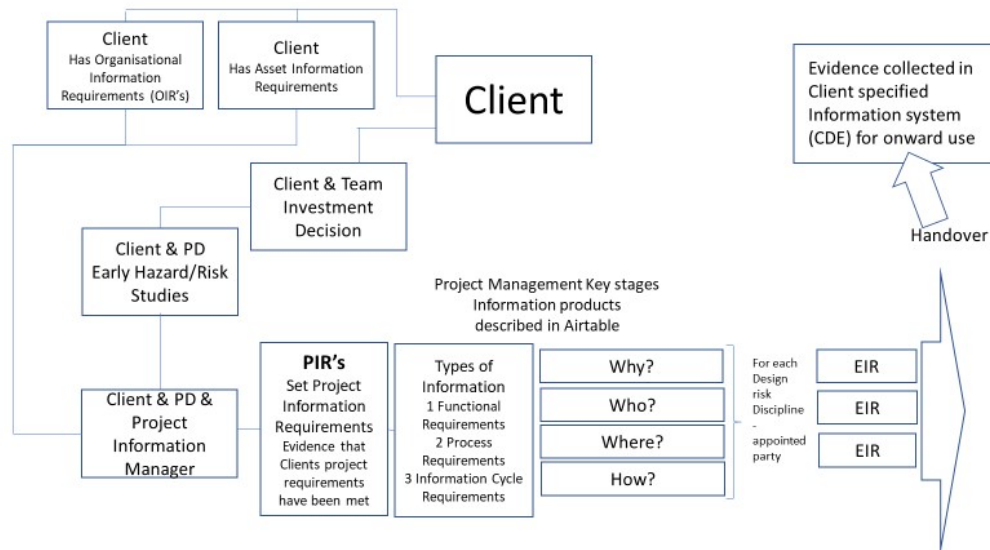 Client
Has Organisational
Information
Requirements (OIR's)
Client
Has Asset Information
Requirements
Client
Evidence collected in
Client specified
Information system
(CDE) for onward use
Client & Team
Investment
Decision
Handover
Client & PD
Early Hazard/Risk
Studies
Project Management Key stages
Information products
described in Airtable
Client & PD &
Project
Information
Manager
PIR's
Set Project
Information
Requirements
Evidence that
Clients project
requirements
have been met
Types of
Information
1 Functional
Requirements
2 Process
Requirements
3 Information Cycle
Requirements
Why?
Who?
Where?
How?
For each
Design
risk
Discipline
-
appointed
party
EIR
EIR
EIR